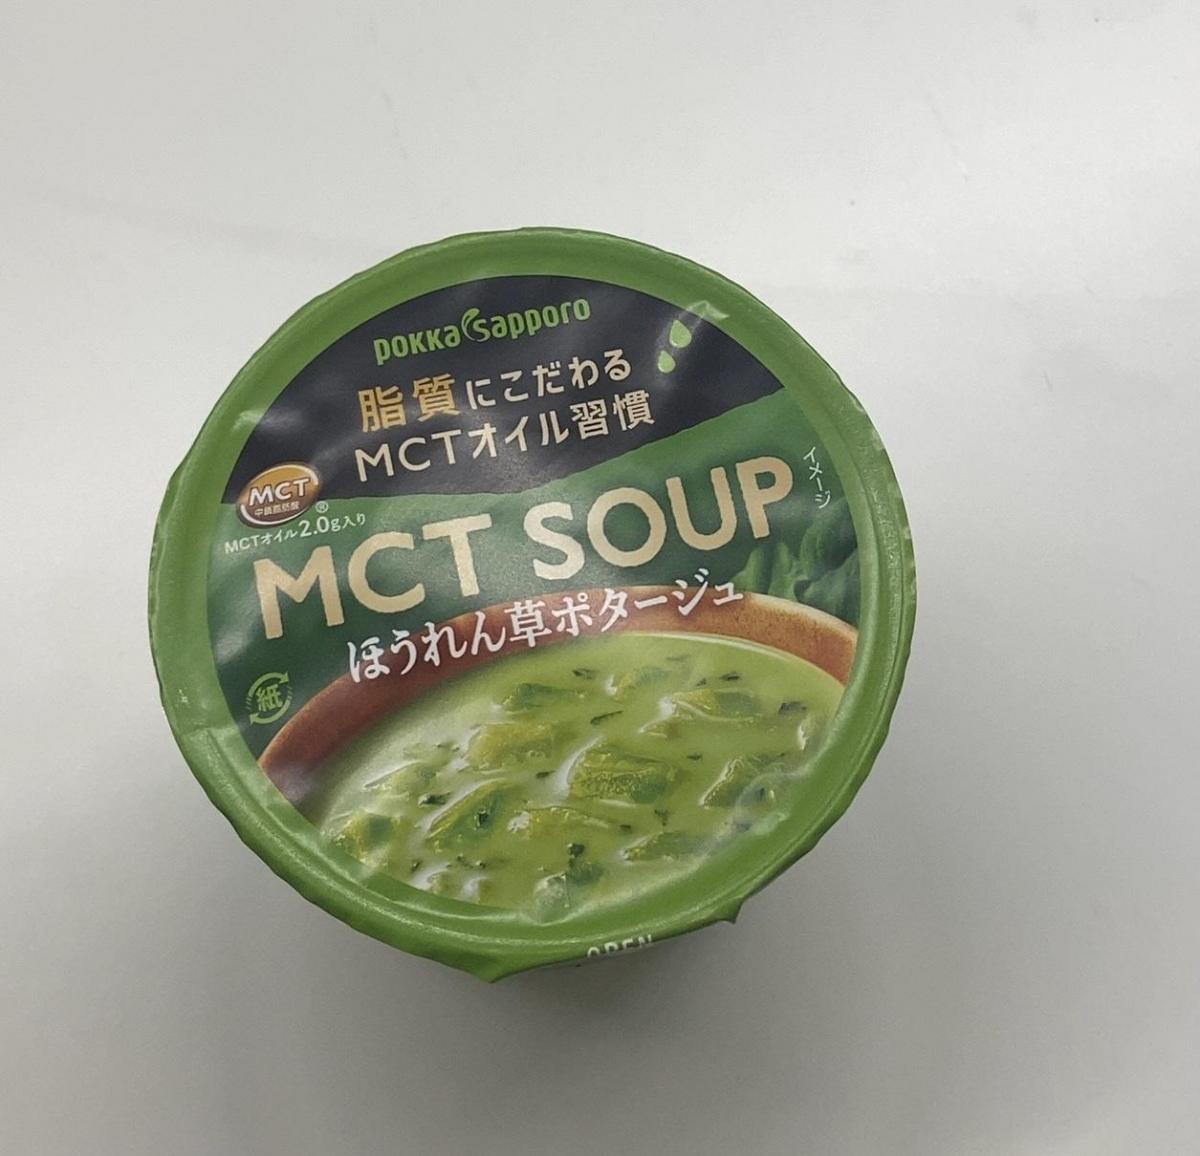 pokka sapporo
脂質にこだわる
MCTオイル習慣
MCT
中鎖脂肪酸
®
MCTオイル2.0g入り
イメージ
MCT SOUP
ほうれん草ポタージュ
紙
OPEN